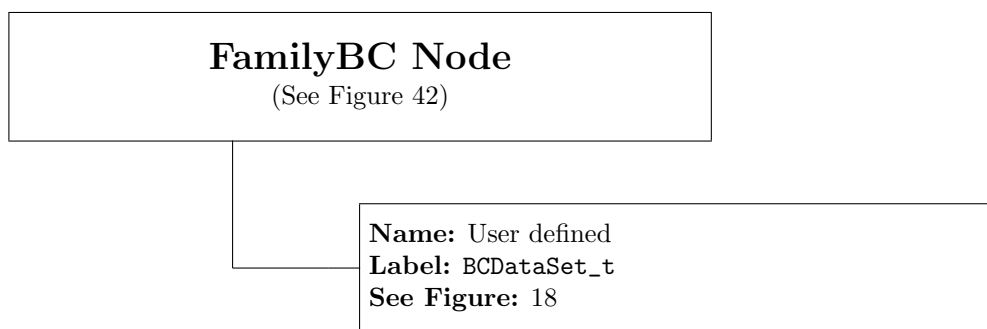 FamilyBC Node
(See Figure 42)
Name: User defined
Label: BCDataSet_t
See Figure: 18